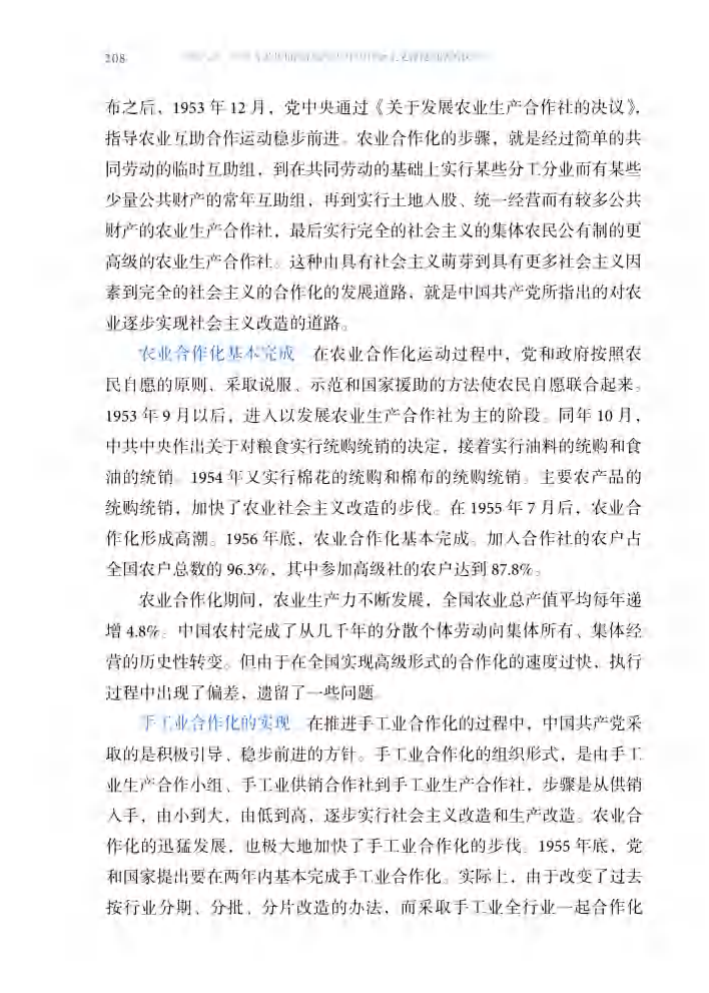 208
布之后，1953 年 12 月，党中央通过《关于发展农业生产合作社的决议》，
指导农业互助合作运动稳步前进。农业合作化的步骤，就是经过简单的共
同劳动的临时互助组，到在共同劳动的基础上实行某些分工分业而有某些
少量公共财产的常年互助组，再到实行土地入股、统一经营而有较多公共
财产的农业生产合作社，最后实行完全的社会主义的集体农民公有制的更
高级的农业生产合作社。这种由具有社会主义萌芽到具有更多社会主义因
素到完全的社会主义的合作化的发展道路，就是中国共产党所指出的对农
业逐步实现社会主义改造的道路。
农业合作化基本完成 在农业合作化运动过程中，党和政府按照农
民自愿的原则，采取说服、示范和国家援助的方法使农民自愿联合起来。
1953 年 9 月以后，进入以发展农业生产合作社为主的阶段。同年 10 月，
中共中央作出关于对粮食实行统购统销的决定，接着实行油料的统购和食
油的统销。1954 年又实行棉花的统购和棉布的统购统销。主要农产品的
统购统销，加快了农业社会主义改造的步伐。在 1955 年 7 月后，农业合
作化形成高潮。1956 年底，农业合作化基本完成。加入合作社的农户占
全国农户总数的 96.3%，其中参加高级社的农户达到 87.8%。
农业合作化期间，农业生产力不断发展，全国农业总产值平均每年递
增 4.8%。中国农村完成了从几千年的分散个体劳动向集体所有、集体经
营的历史性转变。但由于在全国实现高级形式的合作化的速度过快，执行
过程中出现了偏差，遗留了一些问题。
手工业合作化的实现 在推进手工业合作化的过程中，中国共产党采
取的是积极引导、稳步前进的方针。手工业合作化的组织形式，是由手工
业生产合作小组、手工业供销合作社到手工业生产合作社，步骤是从供销
入手，由小到大，由低到高，逐步实行社会主义改造和生产改造。农业合
作化的迅猛发展，也极大地加快了手工业合作化的步伐。1955 年底，党
和国家提出要在两年内基本完成手工业合作化。实际上，由于改变了过去
按行业分期、分批、分片改造的办法，而采取手工业全行业一起合作化